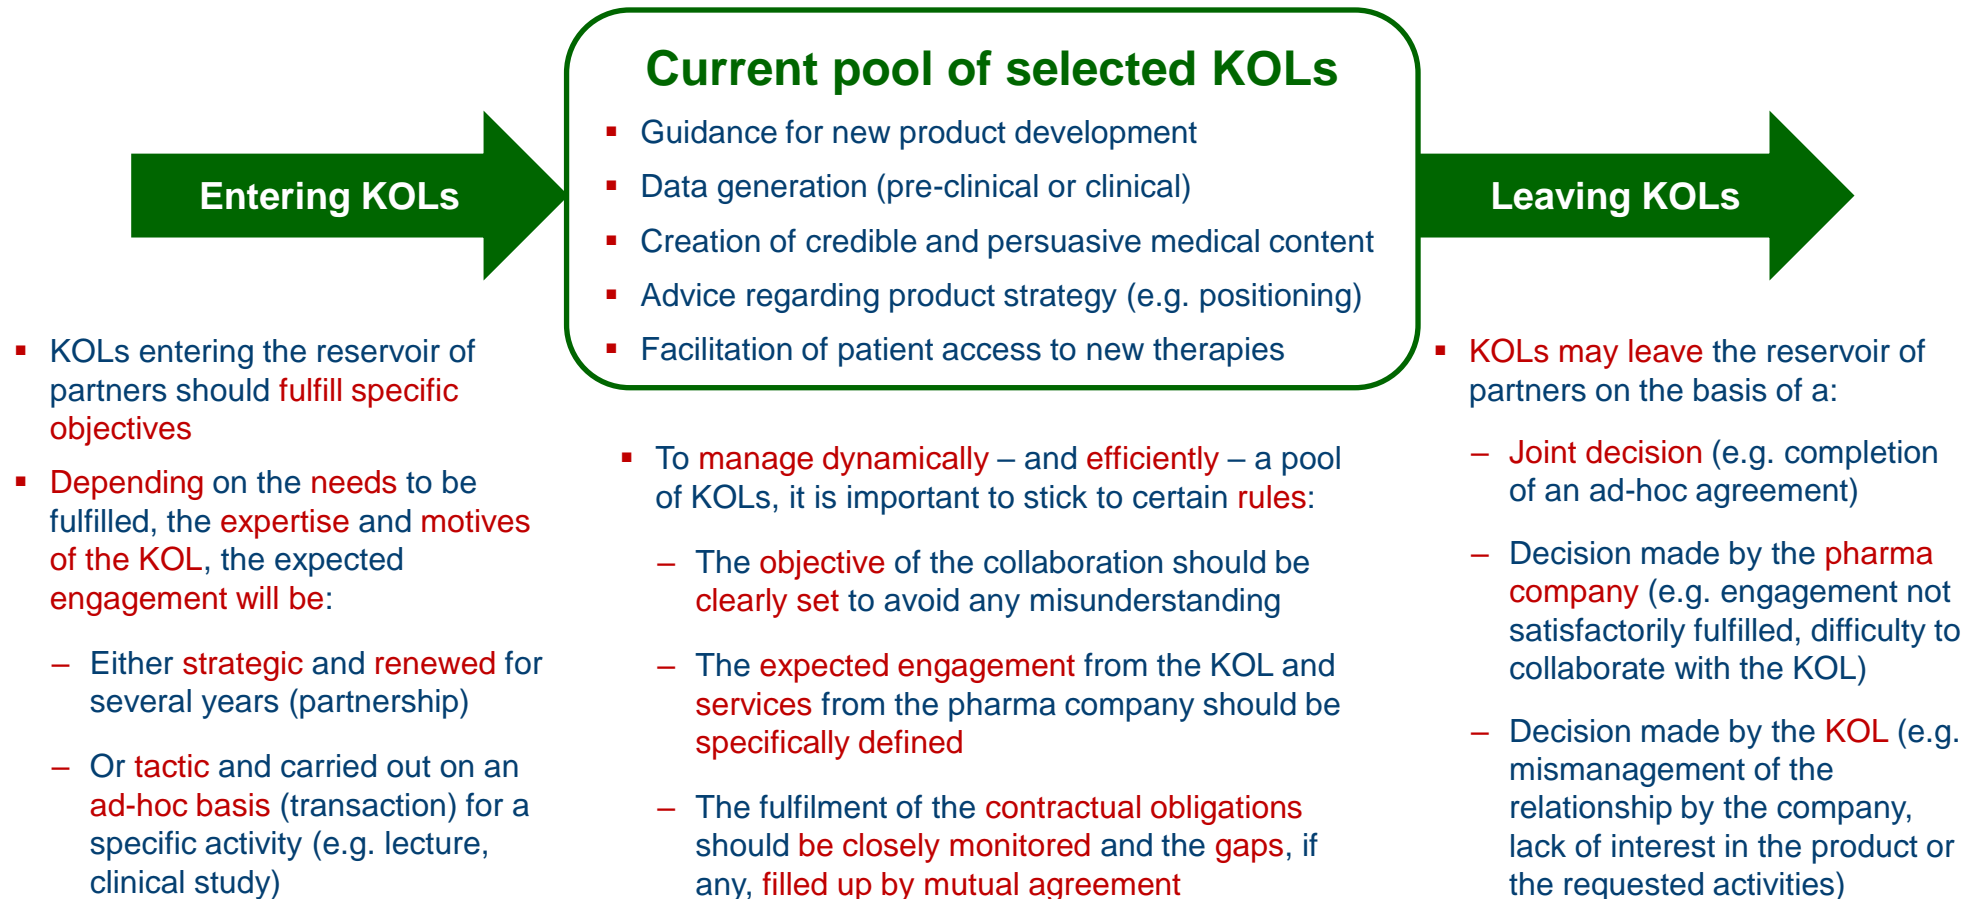 Current pool of selected KOLs
▪ Guidance for new product development
▪ Data generation (pre-clinical or clinical)
▪ Creation of credible and persuasive medical content
▪ Advice regarding product strategy (e.g. positioning)
▪ Facilitation of patient access to new therapies
Entering KOLs
▪ KOLs entering the reservoir of
partners should fulfill specific
objectives
▪ Depending on the needs to be
fulfilled, the expertise and motives
of the KOL, the expected
engagement will be:
– Either strategic and renewed for
several years (partnership)
– Or tactic and carried out on an
ad-hoc basis (transaction) for a
specific activity (e.g. lecture,
clinical study)
▪ To manage dynamically – and efficiently – a pool
of KOLs, it is important to stick to certain rules:
– The objective of the collaboration should be
clearly set to avoid any misunderstanding
– The expected engagement from the KOL and
services from the pharma company should be
specifically defined
– The fulfilment of the contractual obligations
should be closely monitored and the gaps, if
any, filled up by mutual agreement
Leaving KOLs
▪ KOLs may leave the reservoir of
partners on the basis of a:
– Joint decision (e.g. completion
of an ad-hoc agreement)
– Decision made by the pharma
company (e.g. engagement not
satisfactorily fulfilled, difficulty to
collaborate with the KOL)
– Decision made by the KOL (e.g.
mismanagement of the
relationship by the company,
lack of interest in the product or
the requested activities)